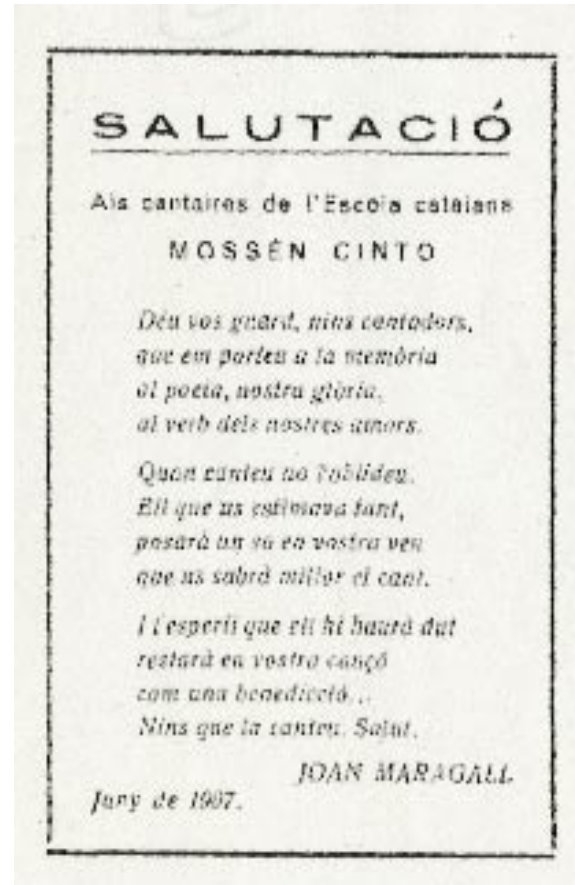 SALUTACIÓ
Als cantaires de l'Escola catalana
MOSSÉN CINTO
Déu vos guard, nins cantadors,
que em porteu a la memòria
al poeta, nostra glòria,
al verb dels nostres amors.
Quan canteu no l'oblideu.
Ell que us estimava tant,
posarà un so en vostra veu
que us sabrà millor el cant.
I l'esperit que ell hi haurà dut
restarà en vostra cançó
com una benedicció...
Nins que la canteu. Salut.
JOAN MARAGALL
Juny de 1907.